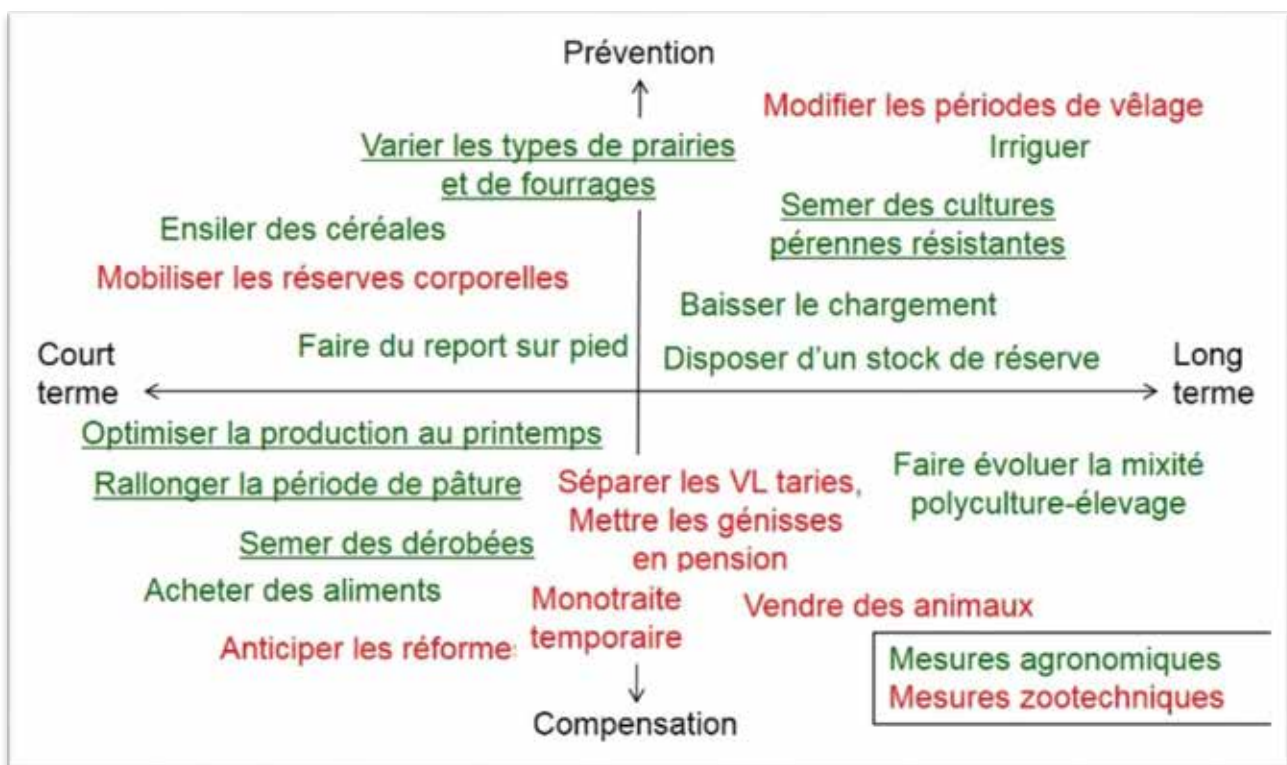 Prévention
Modifier les périodes de vêlage
Varier les types de prairies
et de fourrages
Irriguer
Semer des cultures
pérennes résistantes
Ensiler des céréales
Mobiliser les réserves corporelles
Baisser le chargement
Faire du report sur pied
Disposer d'un stock de réserve
Court
terme
Long
terme
Optimiser la production au printemps
Rallonger la période de pâture
Séparer les VL taries,
Mettre les génisses
en pension
Faire évoluer la mixité
polyculture-élevage
Semer des dérobées
Acheter des aliments
Monotraite
temporaire
Vendre des animaux
Anticiper les réforme
Mesures agronomiques
Mesures zootechniques
Compensation